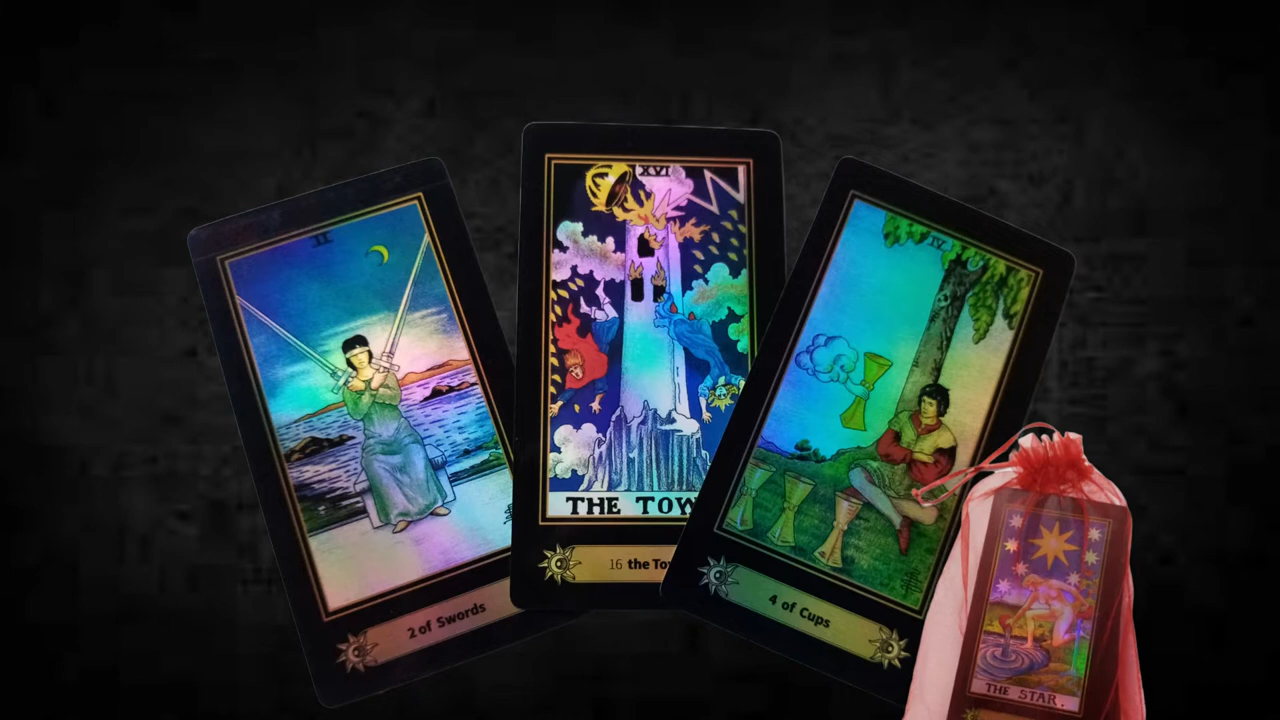 II
2 of Swords
XVI
THE TOW
16 the To
IV
4 of Cups
THE STAR.